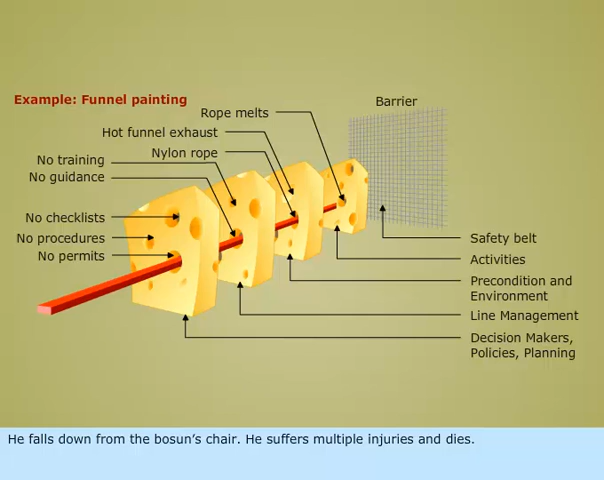 Example: Funnel painting
Barrier
Rope melts
Hot funnel exhaust
Nylon rope
No training
No guidance
No checklists
No procedures
No permits
Safety belt
Activities
Precondition and
Environment
Line Management
Decision Makers,
Policies, Planning
He falls down from the bosun's chair. He suffers multiple injuries and dies.